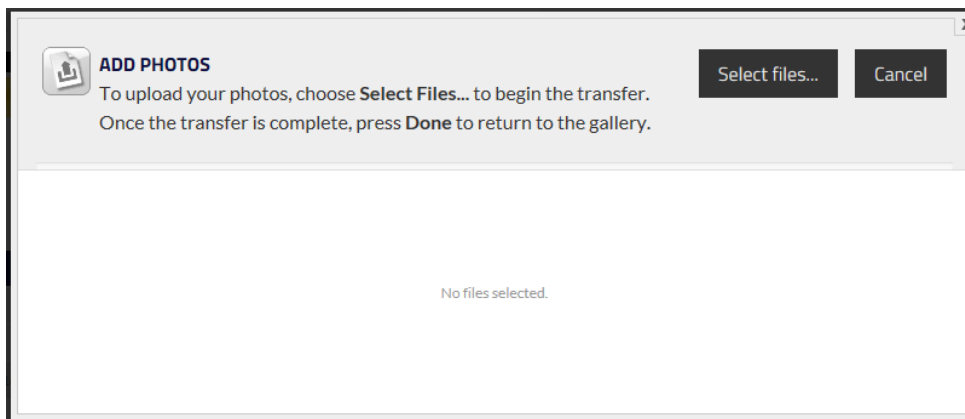 ADD PHOTOS
To upload your photos, choose Select Files... to begin the transfer.
Once the transfer is complete, press Done to return to the gallery.
Select files...
Cancel
No files selected.